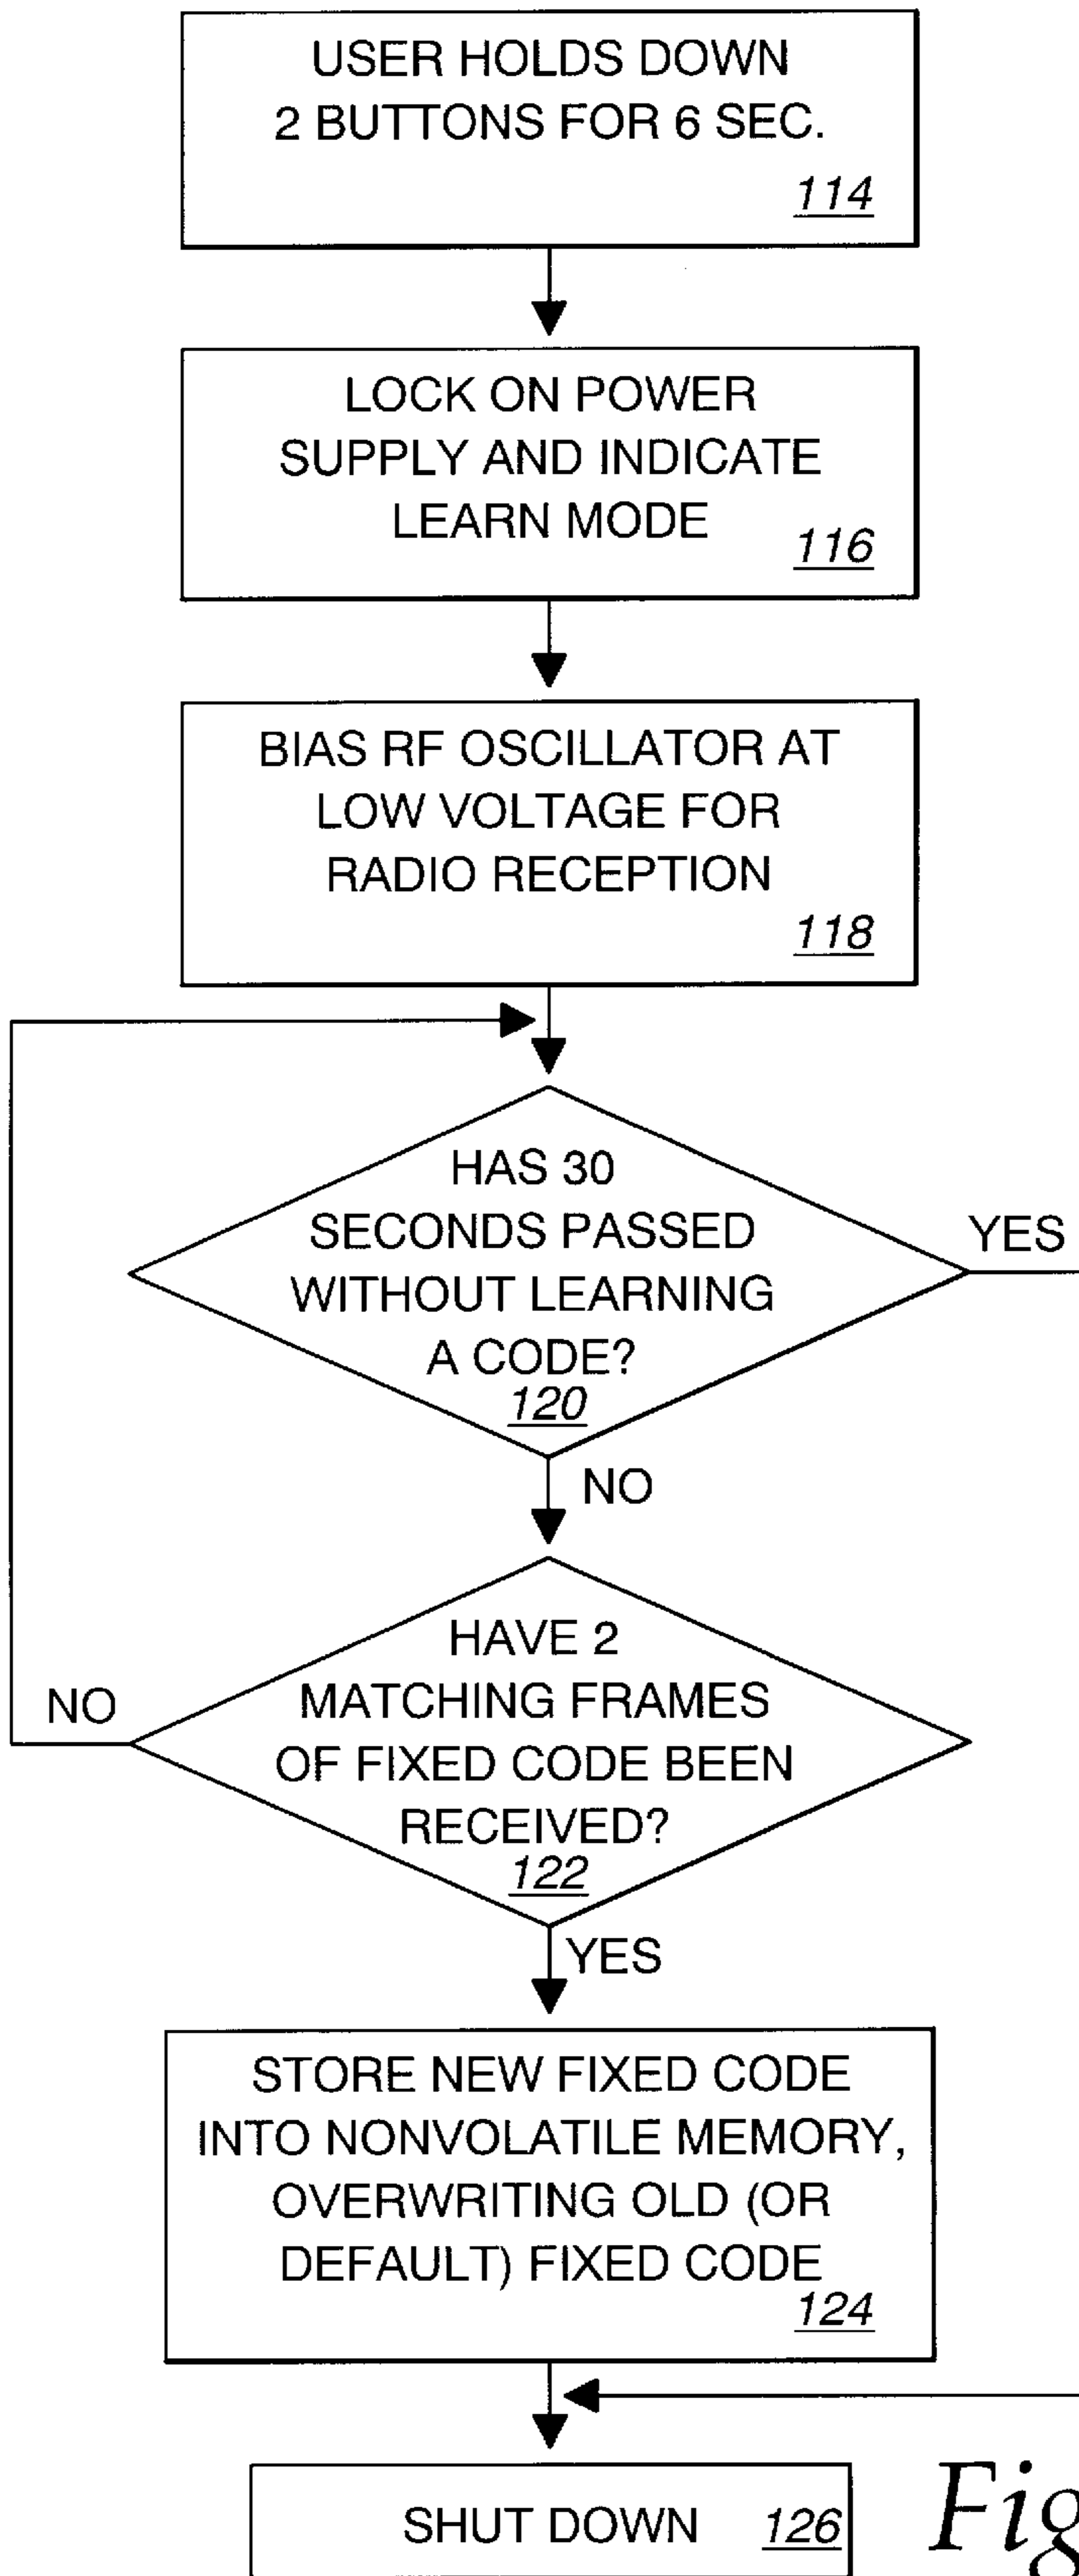 USER HOLDS DOWN
2 BUTTONS FOR 6 SEC.
114
LOCK ON POWER
SUPPLY AND INDICATE
LEARN MODE
116
BIAS RF OSCILLATOR AT
LOW VOLTAGE FOR
RADIO RECEPTION
118
HAS 30
SECONDS PASSED
WITHOUT LEARNING
A CODE?
120
YES
NO
HAVE 2
MATCHING FRAMES
OF FIXED CODE BEEN
RECEIVED?
122
NO
YES
STORE NEW FIXED CODE
INTO NONVOLATILE MEMORY,
OVERWRITING OLD (OR
DEFAULT) FIXED CODE
124
SHUT DOWN 126
Fig